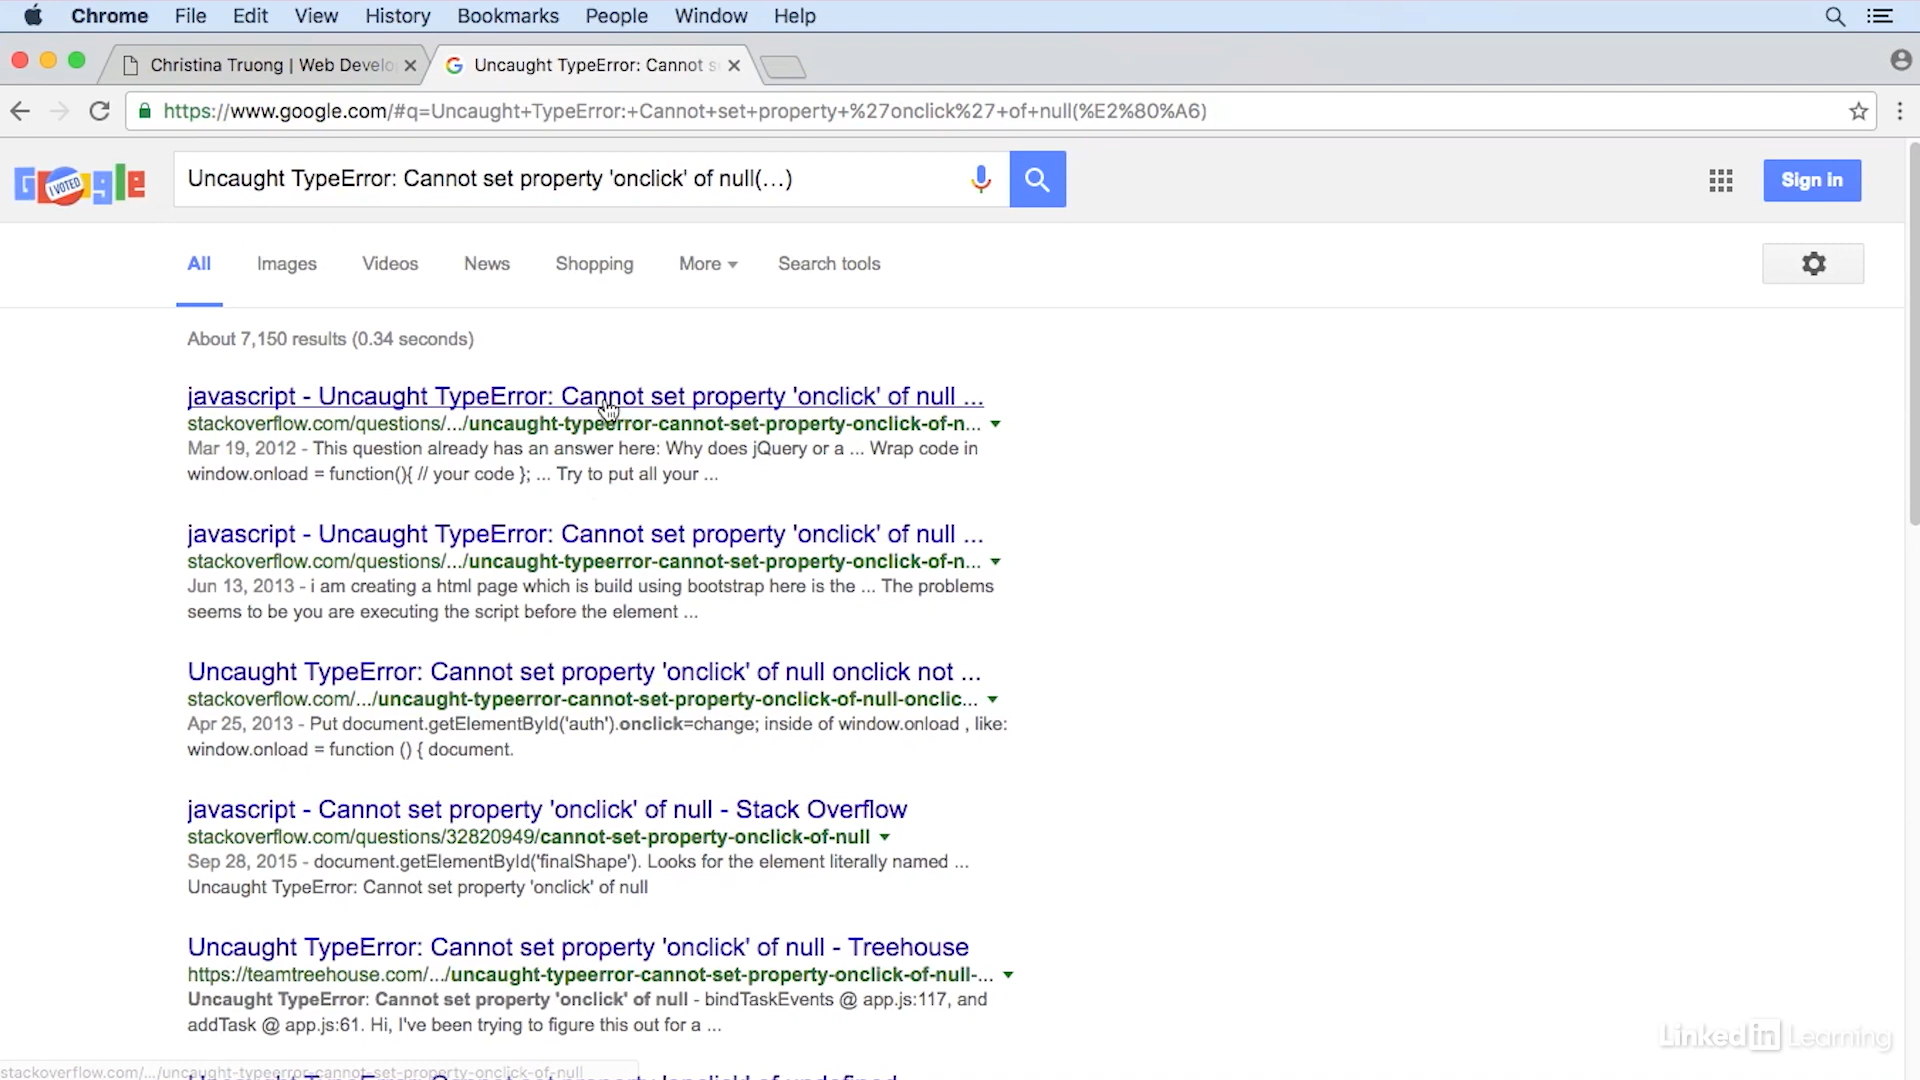 Chrome File Edit View History Bookmarks People Window Help
Christina Truong | Web Develo
Uncaught TypeError: Cannot s
https://www.google.com/#q=Uncaught+TypeError:+Cannot+set+property+%27onclick%27+of+null(%E2%80%A6)
Google
I VOTED
Uncaught TypeError: Cannot set property 'onclick' of null(…)
Sign in
All Images Videos News Shopping More Search tools
About 7,150 results (0.34 seconds)
javascript - Uncaught TypeError: Cannot set property 'onclick' of null ...
stackoverflow.com/questions/.../uncaught-typeerror-cannot-set-property-onclick-of-n...
Mar 19, 2012 - This question already has an answer here: Why does jQuery or a ... Wrap code in
window.onload = function(){ // your code }; ... Try to put all your ...
javascript - Uncaught TypeError: Cannot set property 'onclick' of null ...
stackoverflow.com/questions/.../uncaught-typeerror-cannot-set-property-onclick-of-n...
Jun 13, 2013 - i am creating a html page which is build using bootstrap here is the ... The problems
seems to be you are executing the script before the element ...
Uncaught TypeError: Cannot set property 'onclick' of null onclick not ...
stackoverflow.com/.../uncaught-typeerror-cannot-set-property-onclick-of-null-onclic...
Apr 25, 2013 - Put document.getElementById('auth').onclick=change; inside of window.onload , like:
window.onload = function () { document.
javascript - Cannot set property 'onclick' of null - Stack Overflow
stackoverflow.com/questions/32820949/cannot-set-property-onclick-of-null
Sep 28, 2015 - document.getElementById('finalShape'). Looks for the element literally named ...
Uncaught TypeError: Cannot set property 'onclick' of null
Uncaught TypeError: Cannot set property 'onclick' of null - Treehouse
https://teamtreehouse.com/.../uncaught-typeerror-cannot-set-property-onclick-of-null-...
Uncaught TypeError: Cannot set property 'onclick' of null - bindTaskEvents @ app.js:117, and
addTask @ app.js:61. Hi, I've been trying to figure this out for a ...
LinkedIn Learning
stackoverflow.com/.../uncaught-typeerror-cannot-set-property-onclick-of-null